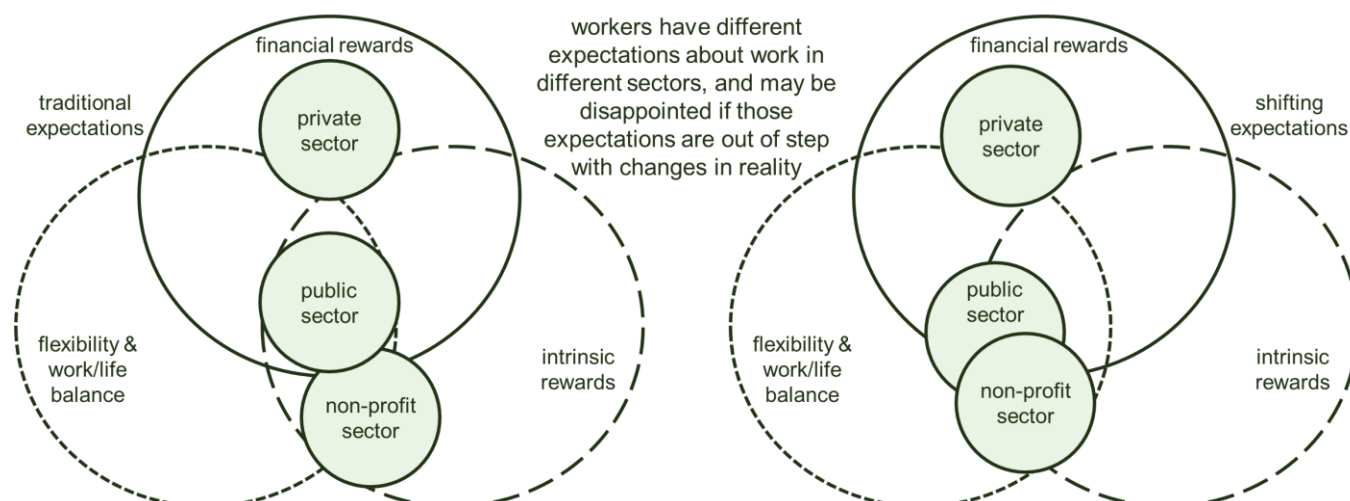 financial rewards
traditional
expectations
private
sector
public
sector
flexibility &
work/life
balance
intrinsic
rewards
non-profit
sector
workers have different
expectations about work in
different sectors, and may be
disappointed if those
expectations are out of step
with changes in reality
financial rewards
shifting
expectations
private
sector
public
sector
flexibility &
work/life
balance
intrinsic
rewards
non-profit
sector